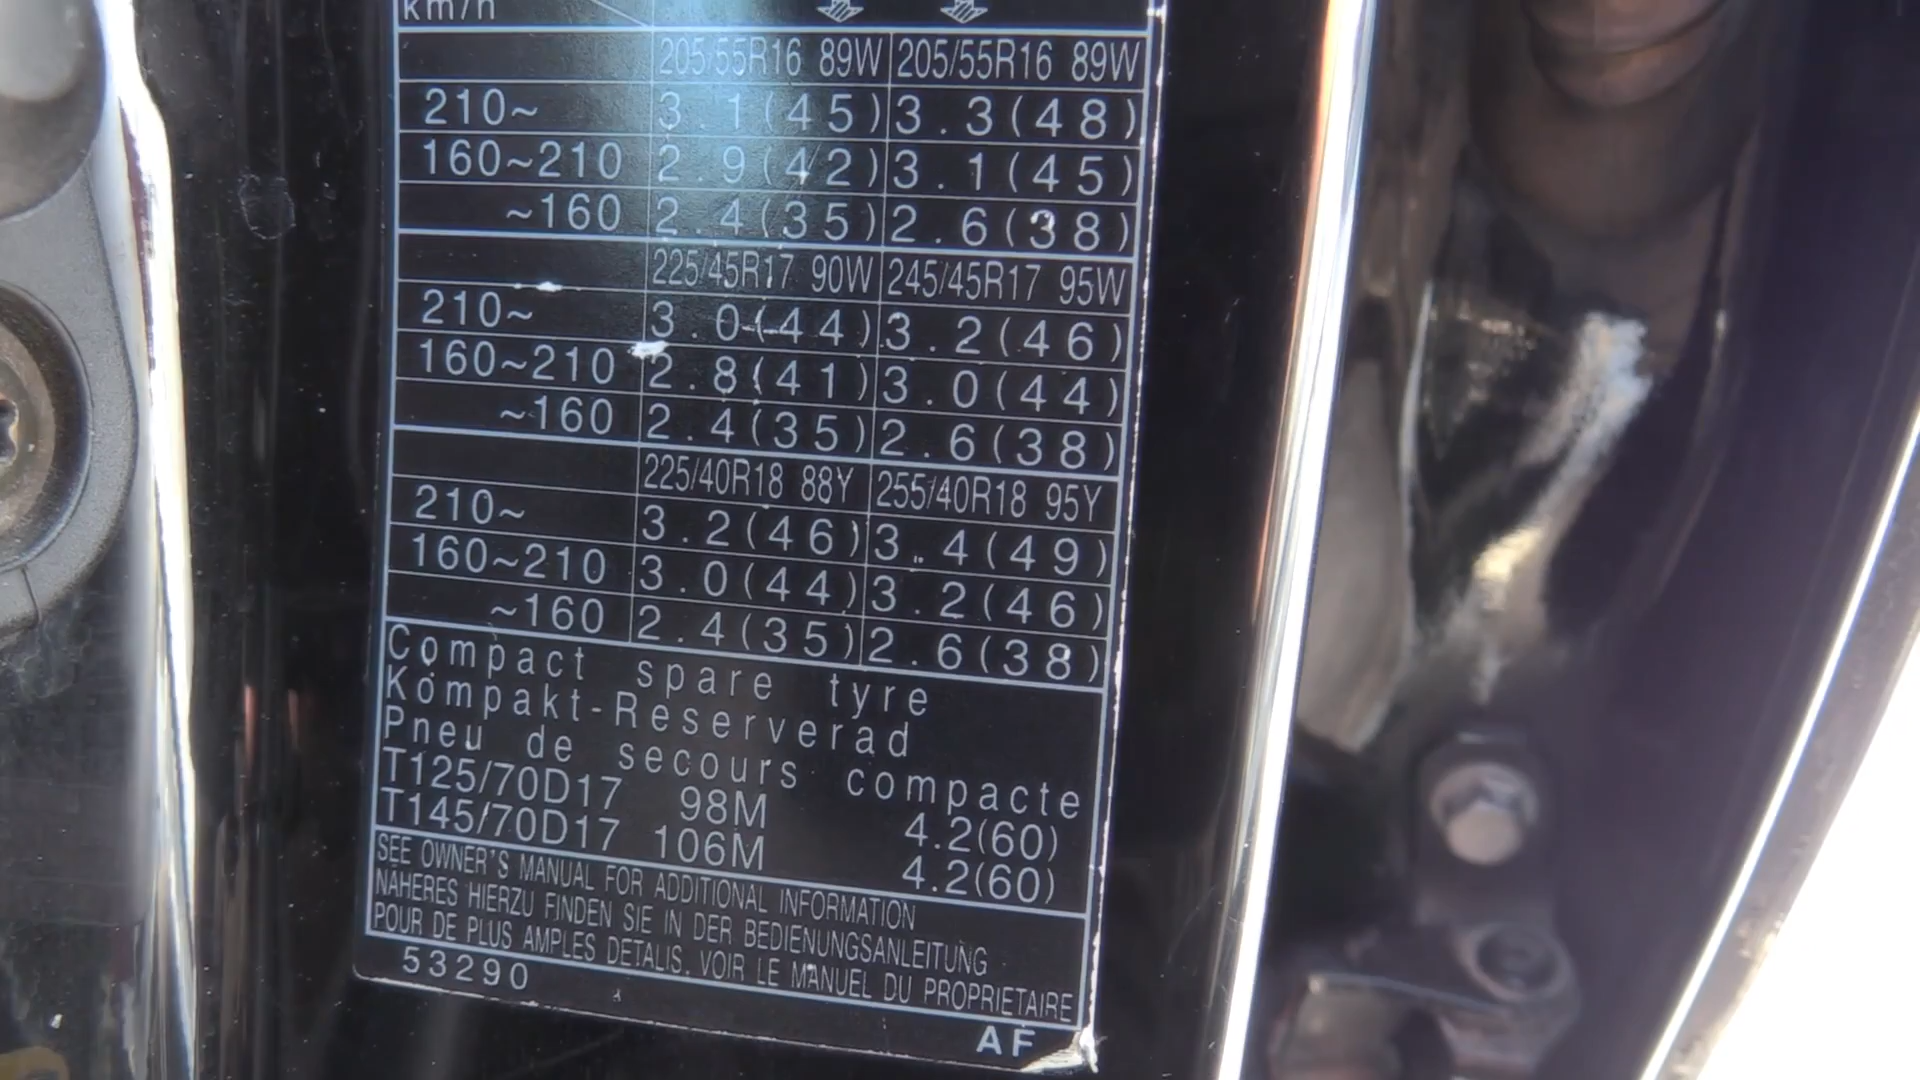 km/h
205/55R16 89W 205/55R16 89W
210~ 3.1(45) 3.3(48)
160~210 2.9(42) 3.1(45)
~160 2.4(35) 2.6(38)
225/45R17 90W 245/45R17 95W
210~ 3.0(44) 3.2(46)
160~210 2.8(41) 3.0(44)
~160 2.4(35) 2.6(38)
225/40R18 88Y 255/40R18 95Y
210~ 3.2(46) 3.4(49)
160~210 3.0(44) 3.2(46)
~160 2.4(35) 2.6(38)
Compact spare tyre
Kompakt-Reserverad
Pneu de secours compacte
T125/70D17 98M 4.2(60)
T145/70D17 106M 4.2(60)
SEE OWNER'S MANUAL FOR ADDITIONAL INFORMATION
NÄHERES HIERZU FINDEN SIE IN DER BEDIENUNGSANLEITUNG
POUR DE PLUS AMPLES DETALIS. VOIR LE MANUEL DU PROPRIETAIRE
53290
AF